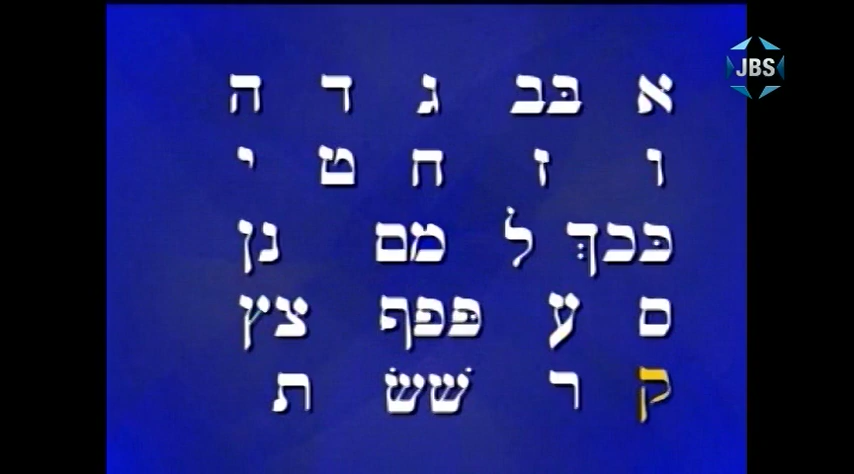 JBS
א בּב ג ד ה
ו ז ח ט י
כּכךְ ל מם נן
ס ע פּפף צץ
ק ר שׁשׂ ת